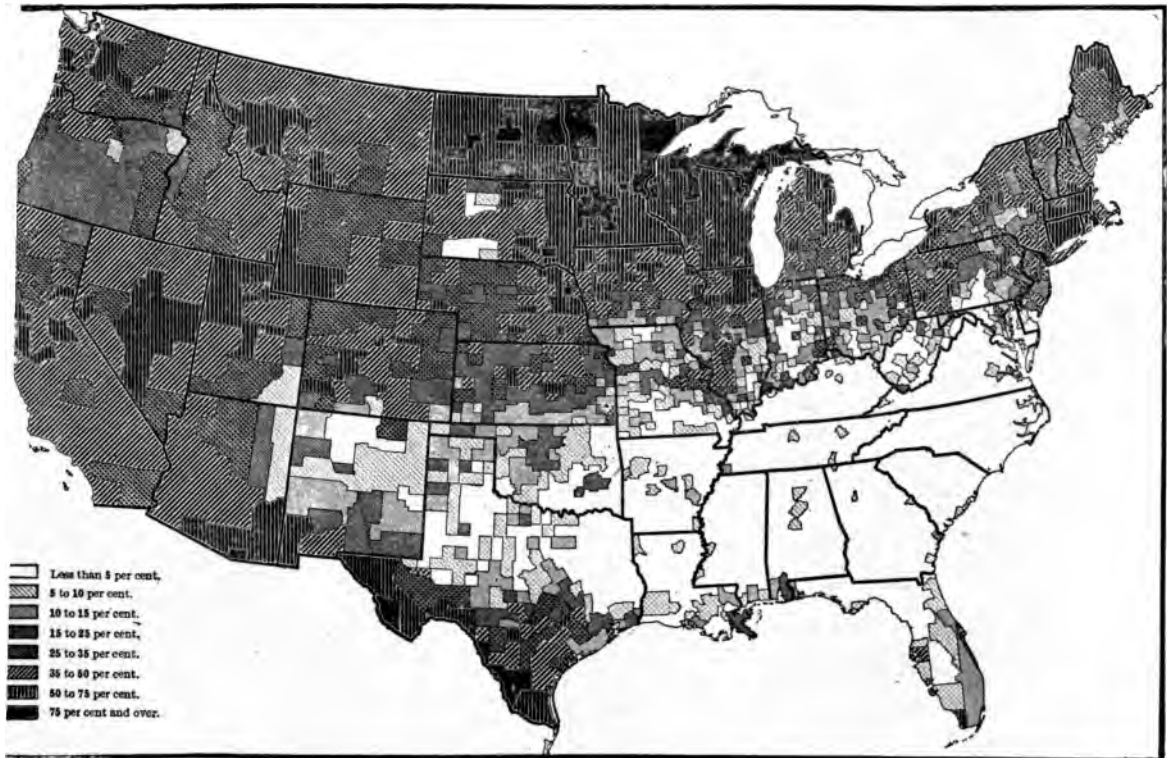 Less than 5 per cent.
5 to 10 per cent.
10 to 15 per cent.
15 to 25 per cent.
25 to 35 per cent.
35 to 50 per cent.
50 to 75 per cent.
75 per cent and over.